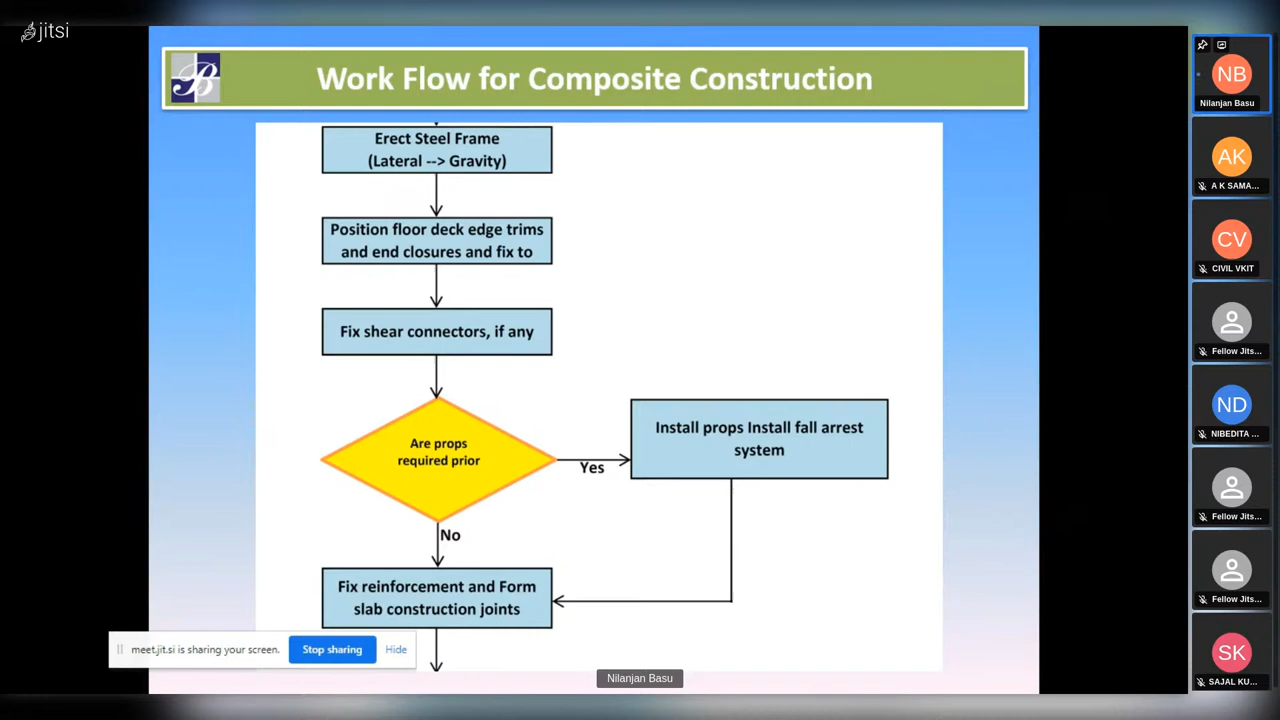 jitsi
Work Flow for Composite Construction
Erect Steel Frame
(Lateral --> Gravity)
Position floor deck edge trims
and end closures and fix to
Fix shear connectors, if any
Are props
required prior
Yes
Install props Install fall arrest
system
No
Fix reinforcement and Form
slab construction joints
meet.jit.si is sharing your screen.
Stop sharing
Hide
Nilanjan Basu
NB
Nilanjan Basu
AK
A K SAMA...
CV
CIVIL VKIT
Fellow Jits...
ND
NIBEDITA ...
Fellow Jits...
Fellow Jits...
SK
SAJAL KU...